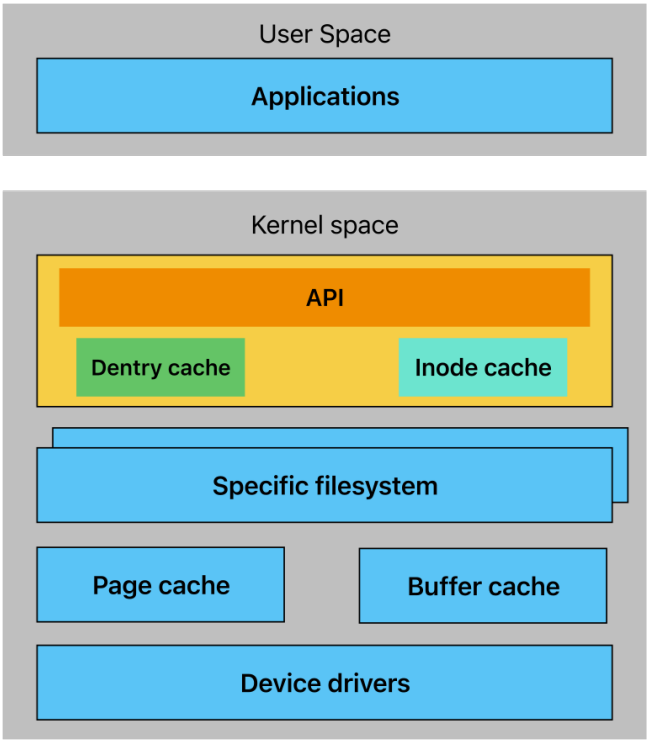 User Space
Applications
Kernel space
API
Dentry cache
Inode cache
Specific filesystem
Page cache
Buffer cache
Device drivers